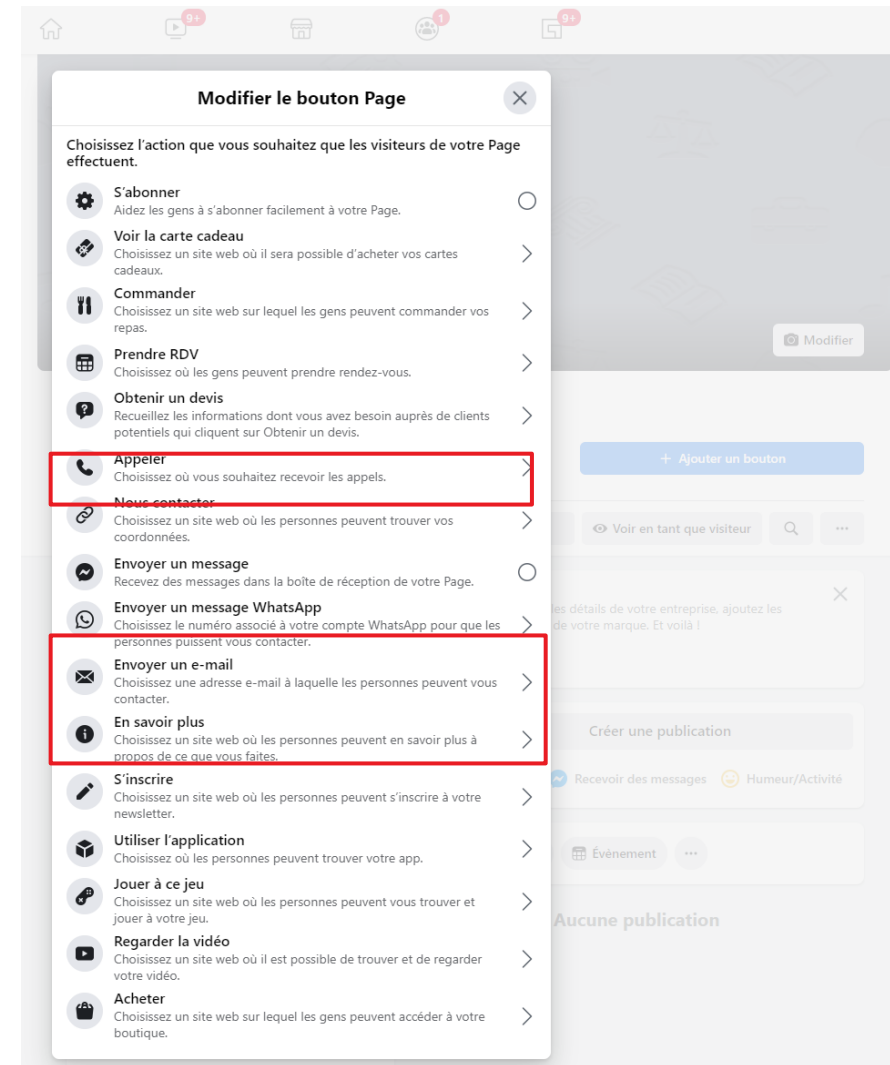 9+
1
9+
Modifier le bouton Page
Choisissez l'action que vous souhaitez que les visiteurs de votre Page
effectuent.
S'abonner
Aidez les gens à s'abonner facilement à votre Page.
Voir la carte cadeau
Choisissez un site web où il sera possible d'acheter vos cartes
cadeaux.
Commander
Choisissez un site web sur lequel les gens peuvent commander vos
repas.
Prendre RDV
Choisissez où les gens peuvent prendre rendez-vous.
Obtenir un devis
Recueillez les informations dont vous avez besoin auprès de clients
potentiels qui cliquent sur Obtenir un devis.
Appeler
Choisissez où vous souhaitez recevoir les appels.
Nous contacter
Choisissez un site web où les personnes peuvent trouver vos
coordonnées.
Envoyer un message
Recevez des messages dans la boîte de réception de votre Page.
Envoyer un message WhatsApp
Choisissez le numéro associé à votre compte WhatsApp pour que les
personnes puissent vous contacter.
Envoyer un e-mail
Choisissez une adresse e-mail à laquelle les personnes peuvent vous
contacter.
En savoir plus
Choisissez un site web où les personnes peuvent en savoir plus à
propos de ce que vous faites.
S'inscrire
Choisissez un site web où les personnes peuvent s'inscrire à votre
newsletter.
Utiliser l'application
Choisissez où les personnes peuvent trouver votre app.
Jouer à ce jeu
Choisissez un site web où les personnes peuvent vous trouver et
jouer à votre jeu.
Regarder la vidéo
Choisissez un site web où il est possible de trouver et de regarder
votre vidéo.
Acheter
Choisissez un site web sur lequel les gens peuvent accéder à votre
boutique.
Modifier
+ Ajouter un bouton
Voir en tant que visiteur
les détails de votre entreprise, ajoutez les
de votre marque. Et voilà !
Créer une publication
Recevoir des messages
Humeur/Activité
Événement
Aucune publication